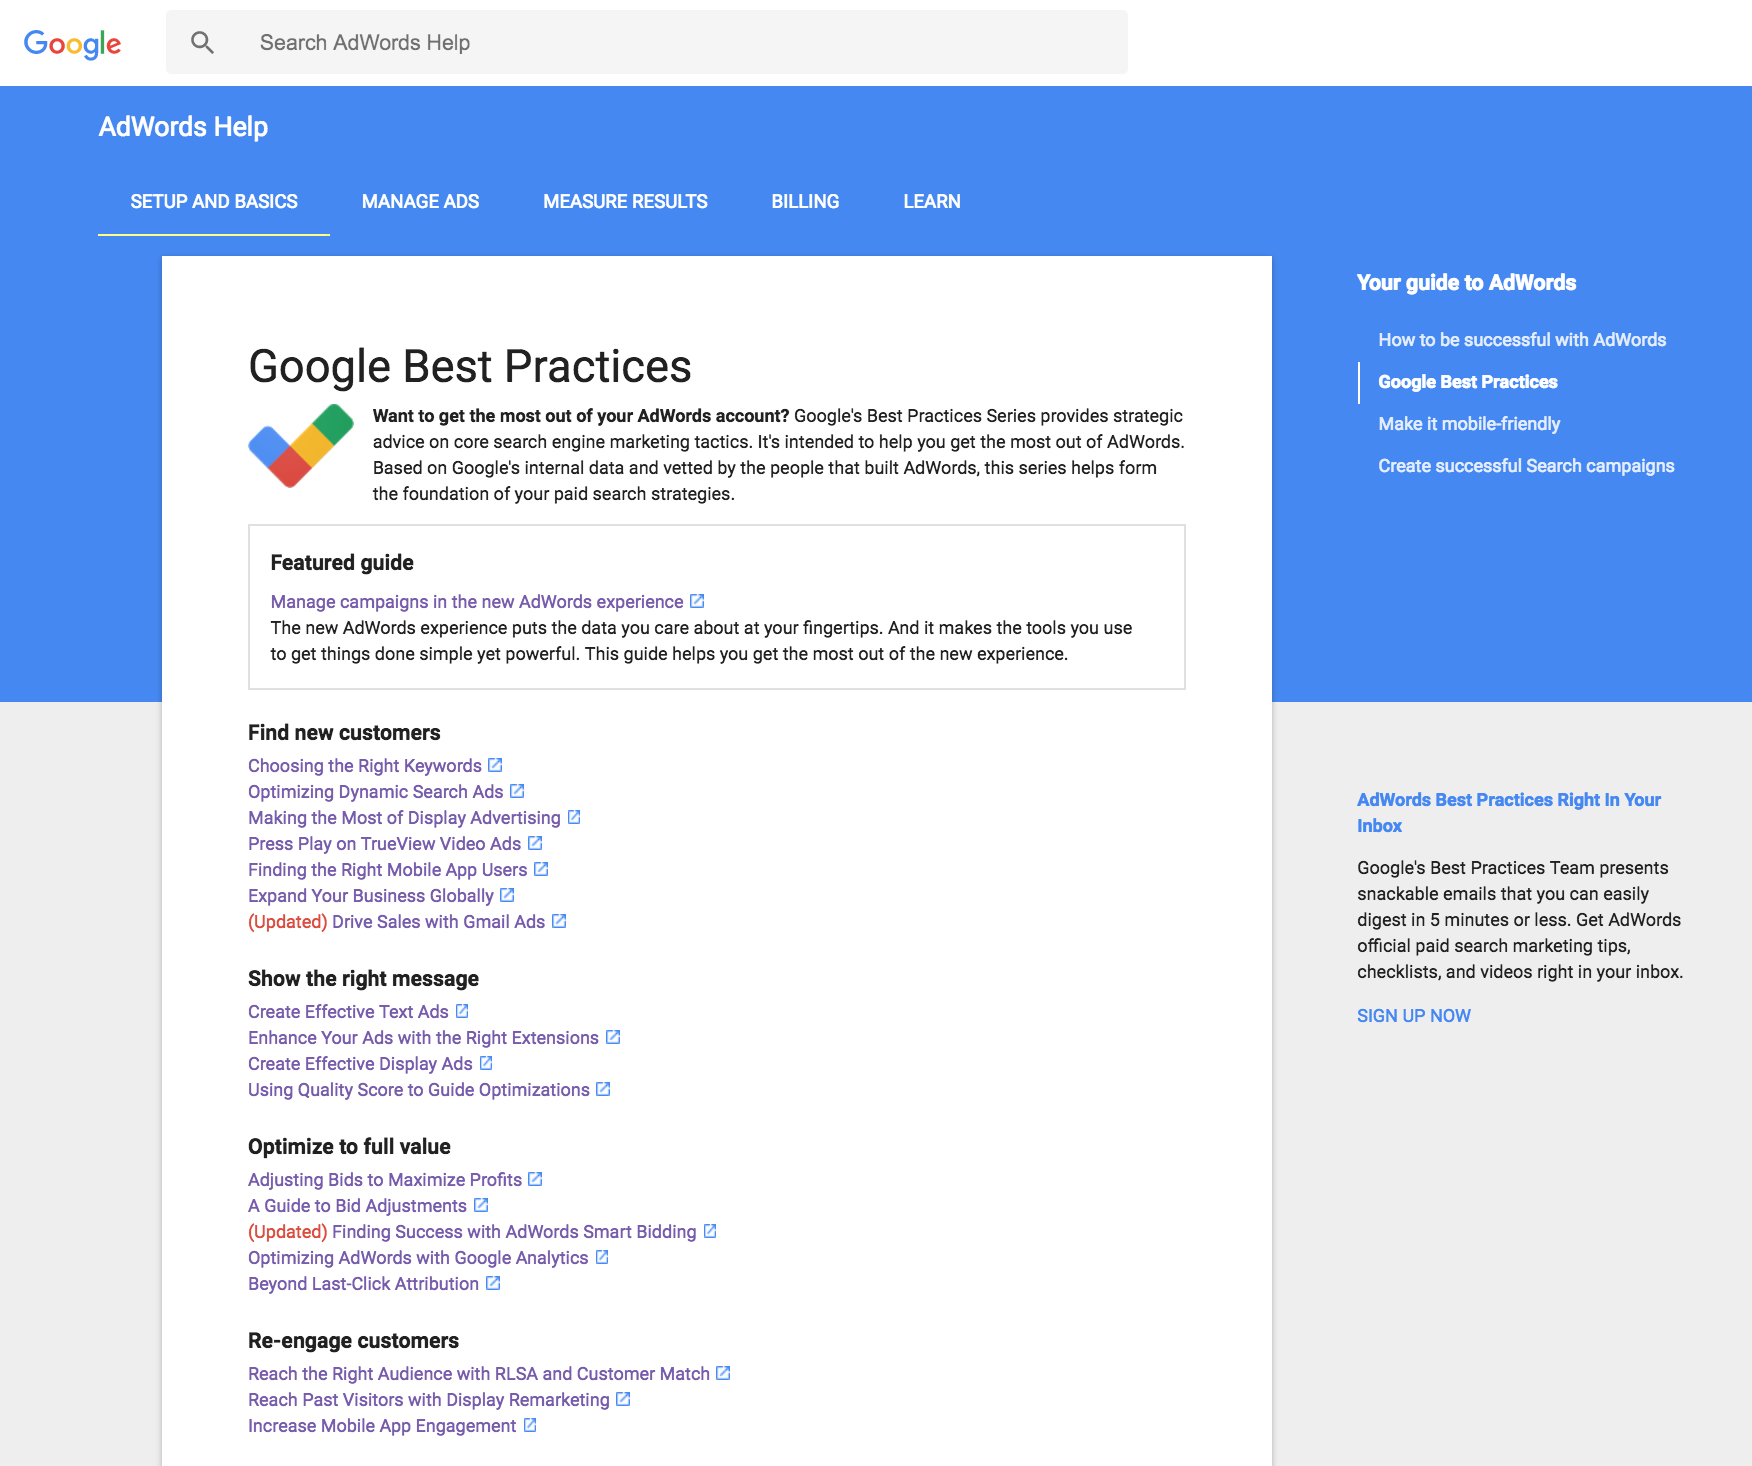 Google
Search AdWords Help
AdWords Help
SETUP AND BASICS
MANAGE ADS
MEASURE RESULTS
BILLING
LEARN
Google Best Practices
Want to get the most out of your AdWords account? Google's Best Practices Series provides strategic
advice on core search engine marketing tactics. It's intended to help you get the most out of AdWords.
Based on Google's internal data and vetted by the people that built AdWords, this series helps form
the foundation of your paid search strategies.
Featured guide
Manage campaigns in the new AdWords experience
The new AdWords experience puts the data you care about at your fingertips. And it makes the tools you use
to get things done simple yet powerful. This guide helps you get the most out of the new experience.
Find new customers
Choosing the Right Keywords
Optimizing Dynamic Search Ads
Making the Most of Display Advertising
Press Play on TrueView Video Ads
Finding the Right Mobile App Users
Expand Your Business Globally
(Updated) Drive Sales with Gmail Ads
Show the right message
Create Effective Text Ads
Enhance Your Ads with the Right Extensions
Create Effective Display Ads
Using Quality Score to Guide Optimizations
Optimize to full value
Adjusting Bids to Maximize Profits
A Guide to Bid Adjustments
(Updated) Finding Success with AdWords Smart Bidding
Optimizing AdWords with Google Analytics
Beyond Last-Click Attribution
Re-engage customers
Reach the Right Audience with RLSA and Customer Match
Reach Past Visitors with Display Remarketing
Increase Mobile App Engagement
Your guide to AdWords
How to be successful with AdWords
Google Best Practices
Make it mobile-friendly
Create successful Search campaigns
AdWords Best Practices Right In Your
Inbox
Google's Best Practices Team presents
snackable emails that you can easily
digest in 5 minutes or less. Get AdWords
official paid search marketing tips,
checklists, and videos right in your inbox.
SIGN UP NOW